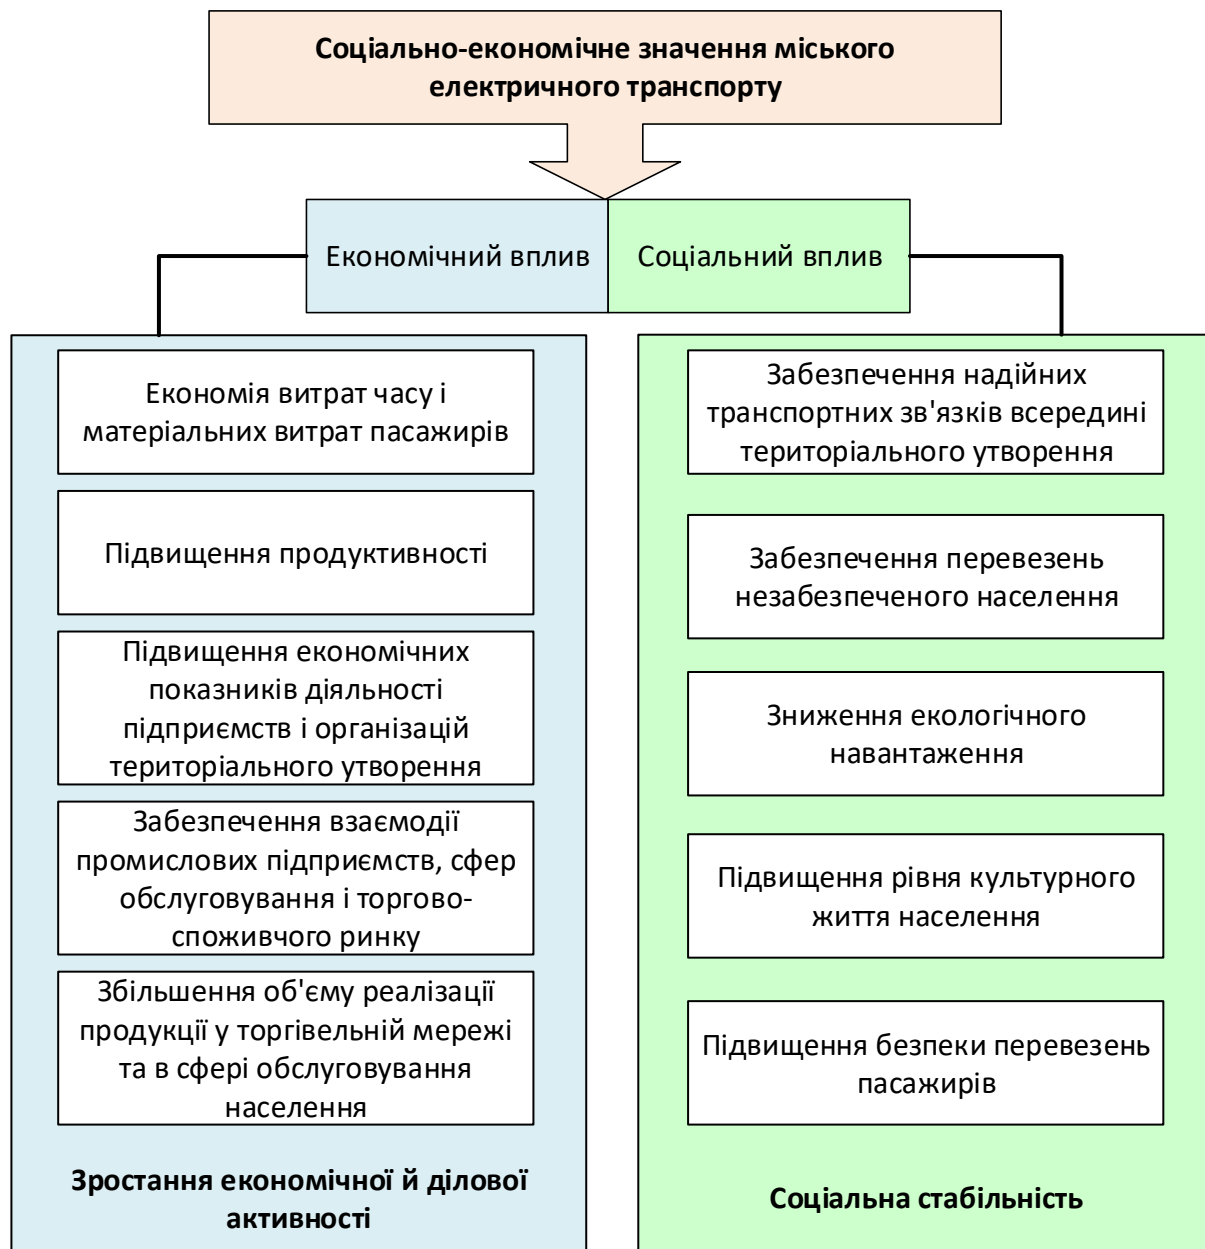 Соціально-економічне значення міського
електричного транспорту
Економічний вплив
Соціальний вплив
Економія витрат часу і
матеріальних витрат пасажирів
Підвищення продуктивності
Підвищення економічних
показників діяльності
підприємств і організацій
територіального утворення
Забезпечення взаємодії
промислових підприємств, сфер
обслуговування і торгово-
споживчого ринку
Збільшення об'єму реалізації
продукції у торгівельній мережі
та в сфері обслуговування
населення
Зростання економічної й ділової
активності
Забезпечення надійних
транспортних зв'язків всередині
територіального утворення
Забезпечення перевезень
незабезпеченого населення
Зниження екологічного
навантаження
Підвищення рівня культурного
життя населення
Підвищення безпеки перевезень
пасажирів
Соціальна стабільність